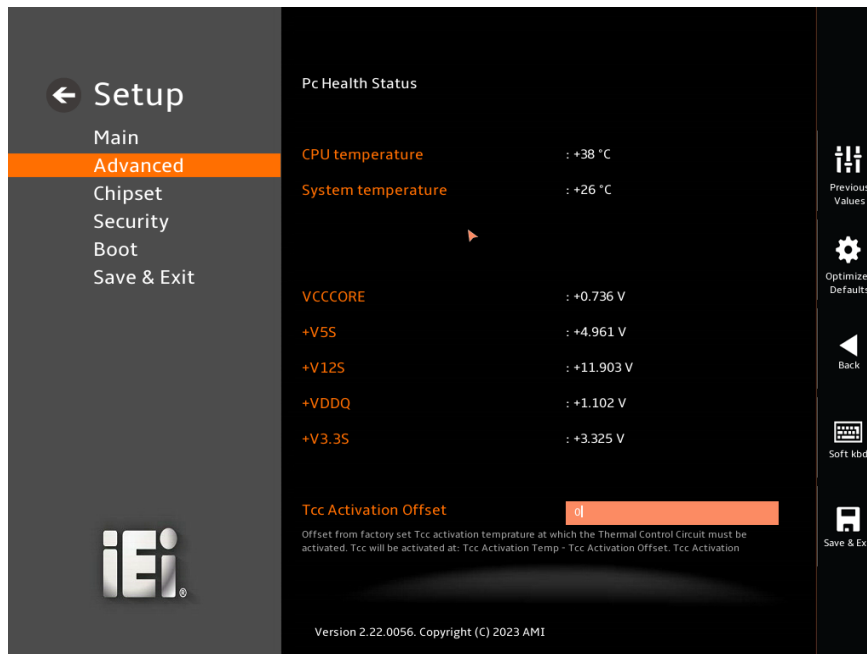 Setup
Main
Advanced
Chipset
Security
Boot
Save & Exit
iEi®
Pc Health Status
CPU temperature : +38 °C
System temperature : +26 °C
VCCCORE : +0.736 V
+V5S : +4.961 V
+V12S : +11.903 V
+VDDQ : +1.102 V
+V3.3S : +3.325 V
Tcc Activation Offset 0
Offset from factory set Tcc activation temprature at which the Thermal Control Circuit must be
activated. Tcc will be activated at: Tcc Activation Temp - Tcc Activation Offset. Tcc Activation
Version 2.22.0056. Copyright (C) 2023 AMI
Previous
Values
Optimize
Defaults
Back
Soft kbd
Save & Ex